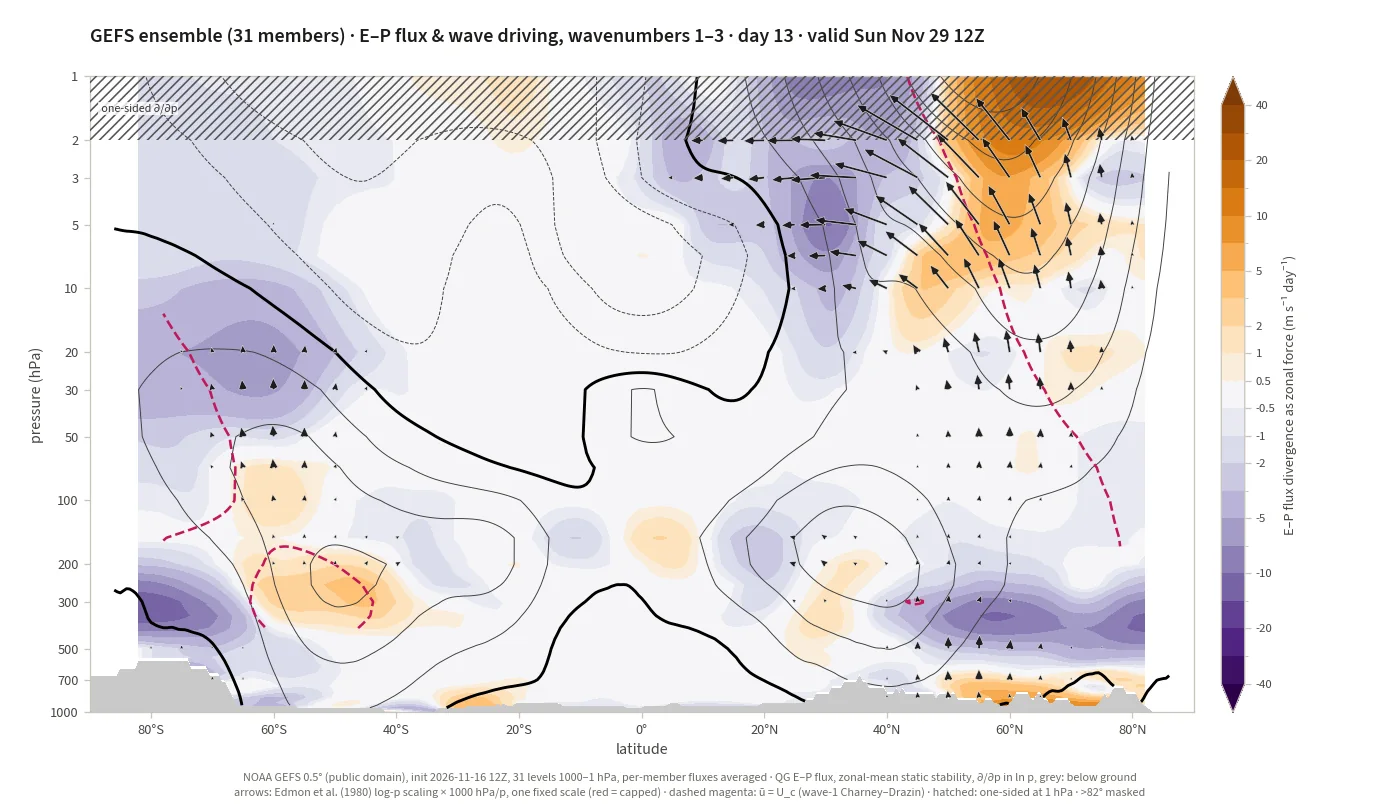 GEFS ensemble (31 members) · E–P flux & wave driving, wavenumbers 1–3 · day 13 · valid Sun Nov 29 12Z
one-sided ∂/∂p
pressure (hPa)
1
2
3
5
10
20
30
50
100
200
300
500
700
1000
80°S
60°S
40°S
20°S
0°
20°N
40°N
60°N
80°N
latitude
40
20
10
5
2
1
0.5
-0.5
-1
-2
-5
-10
-20
-40
E–P flux divergence as zonal force (m s⁻¹ day⁻¹)
NOAA GEFS 0.5° (public domain), init 2026-11-16 12Z, 31 levels 1000–1 hPa, per-member fluxes averaged · QG E–P flux, zonal-mean static stability, ∂/∂p in ln p, grey: below ground
arrows: Edmon et al. (1980) log-p scaling × 1000 hPa/p, one fixed scale (red = capped) · dashed magenta: ū = U_c (wave-1 Charney–Drazin) · hatched: one-sided at 1 hPa · >82° masked